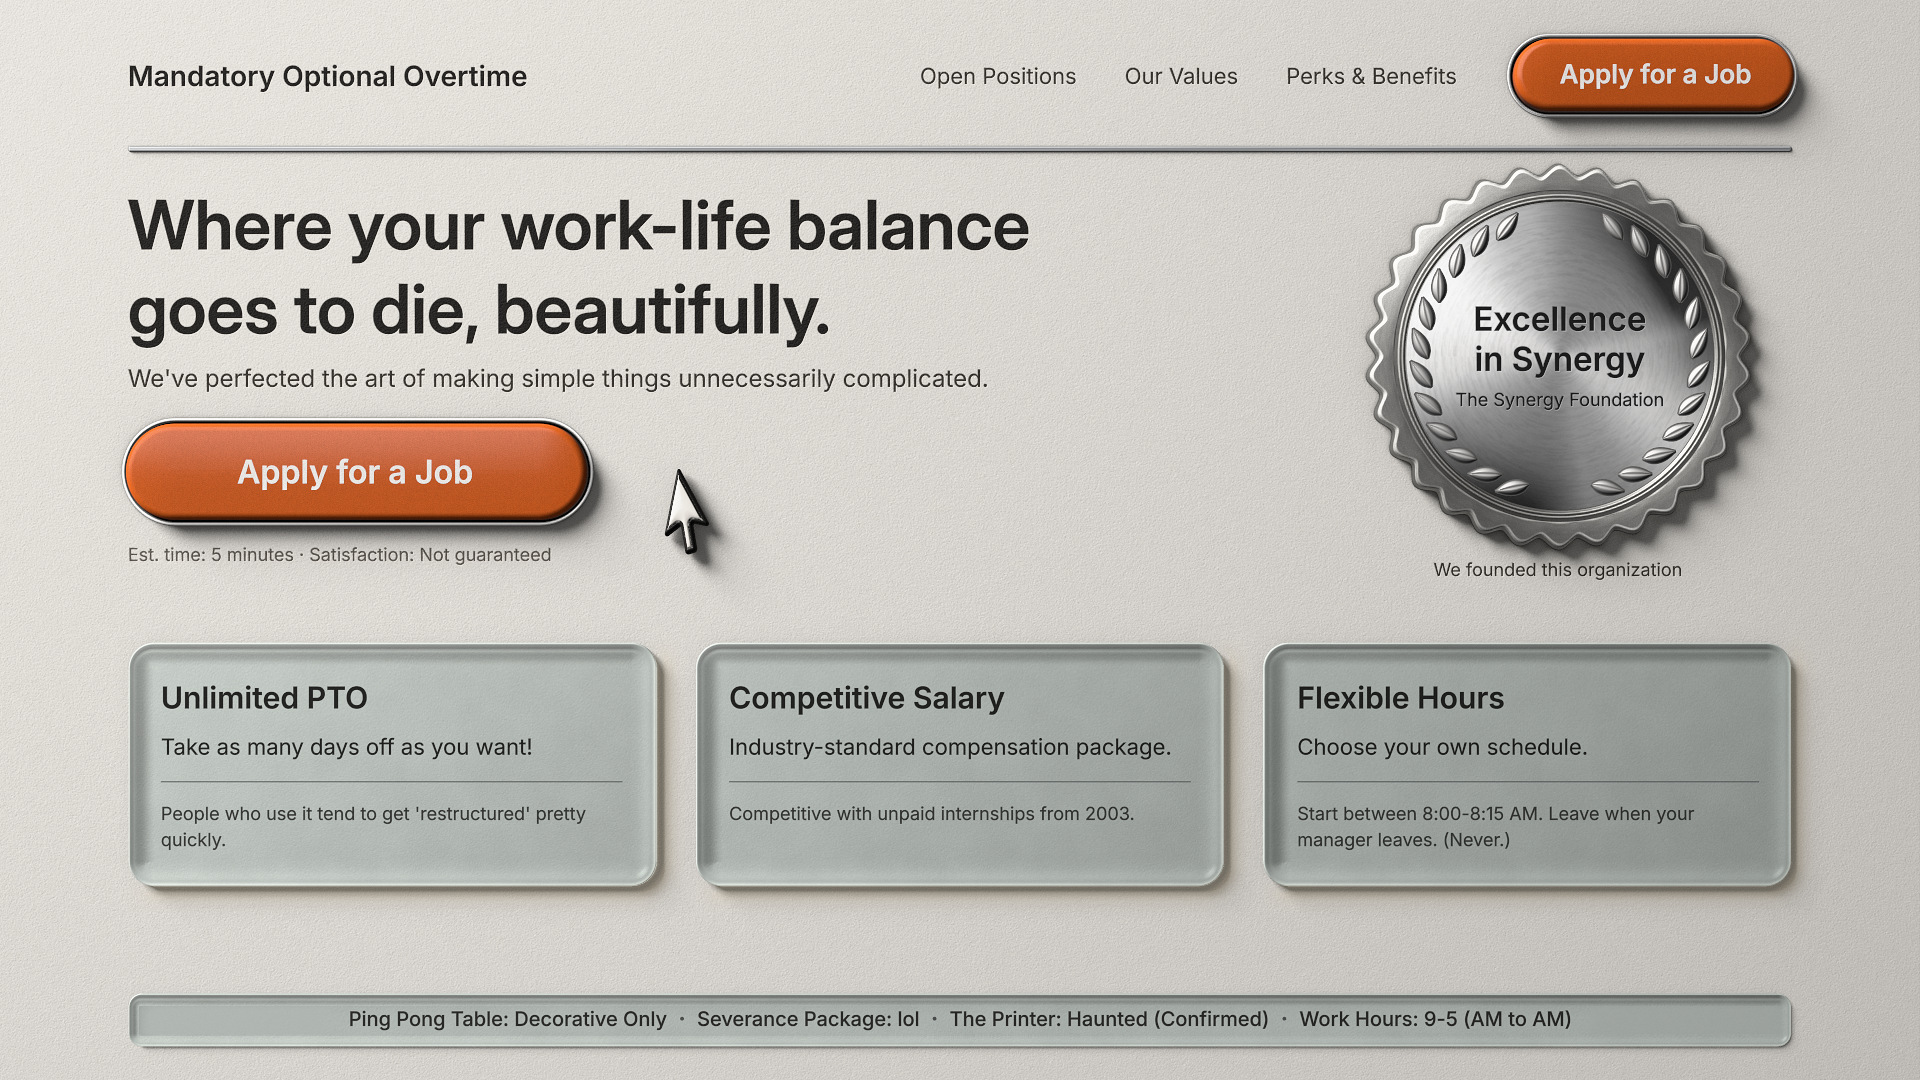 Mandatory Optional Overtime
Open Positions
Our Values
Perks & Benefits
Apply for a Job
Where your work-life balance
goes to die, beautifully.
We've perfected the art of making simple things unnecessarily complicated.
Apply for a Job
Est. time: 5 minutes · Satisfaction: Not guaranteed
Excellence
in Synergy
The Synergy Foundation
We founded this organization
Unlimited PTO
Take as many days off as you want!
People who use it tend to get 'restructured' pretty
quickly.
Competitive Salary
Industry-standard compensation package.
Competitive with unpaid internships from 2003.
Flexible Hours
Choose your own schedule.
Start between 8:00-8:15 AM. Leave when your
manager leaves. (Never.)
Ping Pong Table: Decorative Only · Severance Package: lol · The Printer: Haunted (Confirmed) · Work Hours: 9-5 (AM to AM)